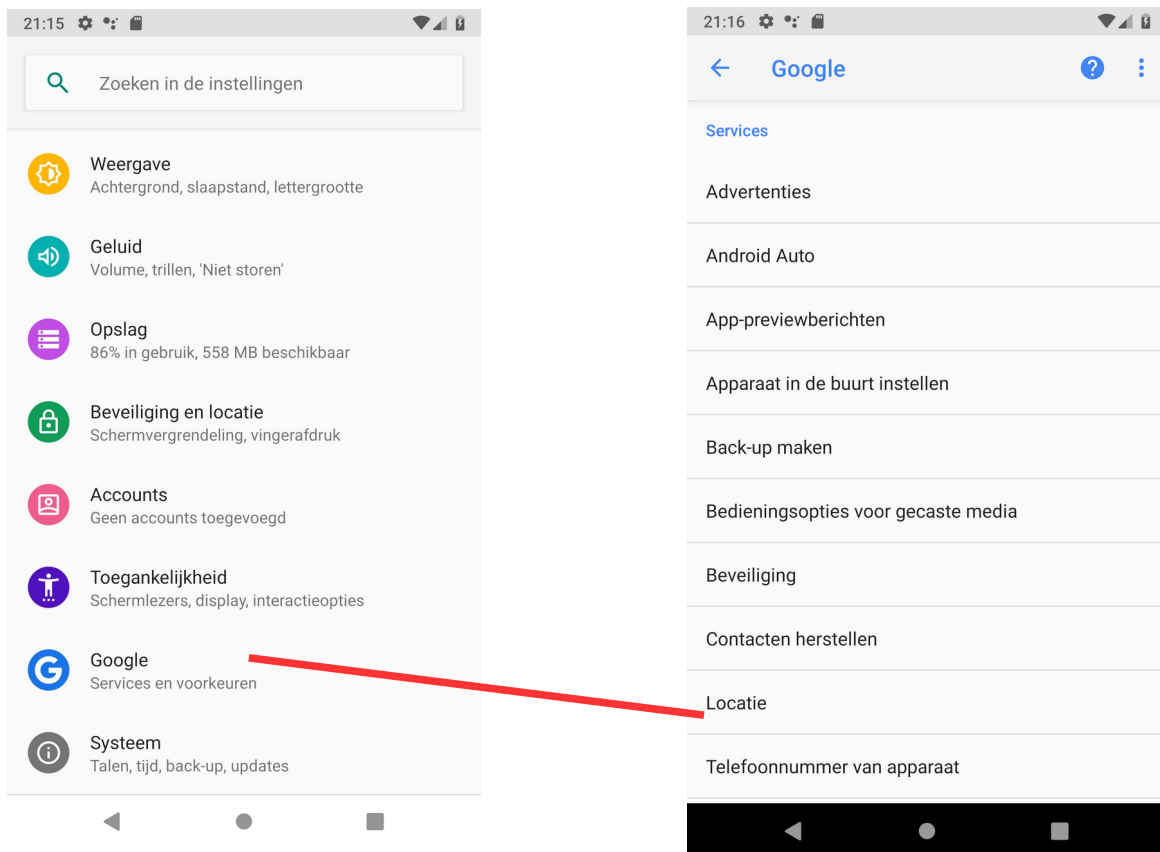 21:15
Zoeken in de instellingen
Weergave
Achtergrond, slaapstand, lettergrootte
Geluid
Volume, trillen, 'Niet storen'
Opslag
86% in gebruik, 558 MB beschikbaar
Beveiliging en locatie
Schermvergrendeling, vingerafdruk
Accounts
Geen accounts toegevoegd
Toegankelijkheid
Schermlezers, display, interactieopties
Google
Services en voorkeuren
Systeem
Talen, tijd, back-up, updates
21:16
Google
Services
Advertenties
Android Auto
App-previewberichten
Apparaat in de buurt instellen
Back-up maken
Bedieningsopties voor gecaste media
Beveiliging
Contacten herstellen
Locatie
Telefoonnummer van apparaat